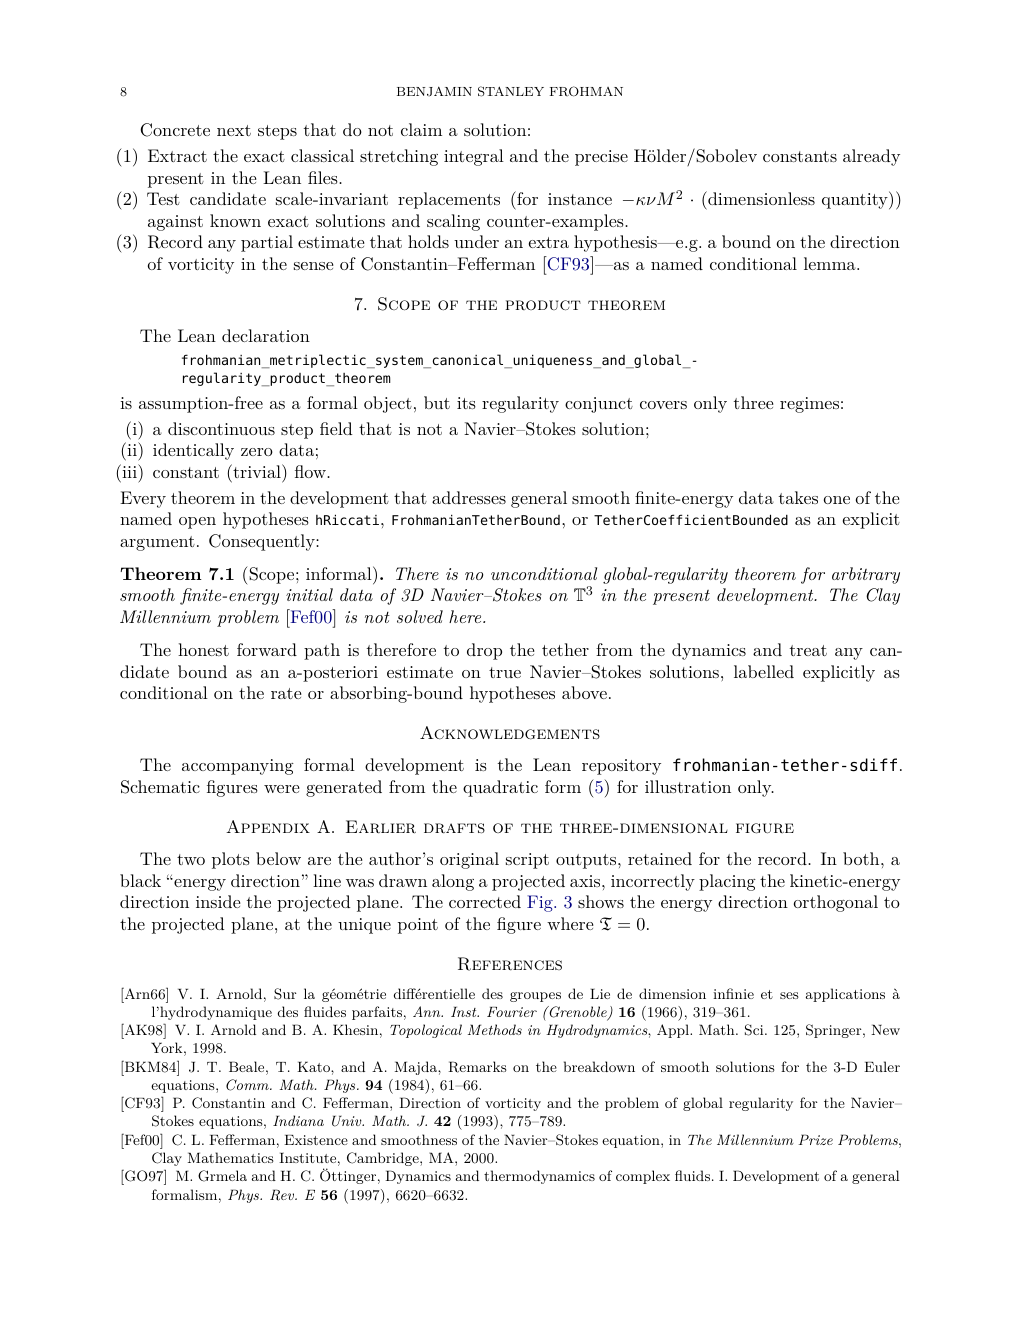 8
BENJAMIN STANLEY FROHMAN
Concrete next steps that do not claim a solution:
(1) Extract the exact classical stretching integral and the precise Hölder/Sobolev constants already
present in the Lean files.
(2) Test candidate scale-invariant replacements (for instance −κνM² · (dimensionless quantity))
against known exact solutions and scaling counter-examples.
(3) Record any partial estimate that holds under an extra hypothesis—e.g. a bound on the direction
of vorticity in the sense of Constantin–Fefferman [CF93]—as a named conditional lemma.
7. Scope of the product theorem
The Lean declaration
frohmanian_metriplectic_system_canonical_uniqueness_and_global_-
regularity_product_theorem
is assumption-free as a formal object, but its regularity conjunct covers only three regimes:
(i) a discontinuous step field that is not a Navier–Stokes solution;
(ii) identically zero data;
(iii) constant (trivial) flow.
Every theorem in the development that addresses general smooth finite-energy data takes one of the
named open hypotheses hRiccati, FrohmanianTetherBound, or TetherCoefficientBounded as an explicit
argument. Consequently:
Theorem 7.1 (Scope; informal). There is no unconditional global-regularity theorem for arbitrary
smooth finite-energy initial data of 3D Navier–Stokes on 𝕋³ in the present development. The Clay
Millennium problem [Fef00] is not solved here.
The honest forward path is therefore to drop the tether from the dynamics and treat any can-
didate bound as an a-posteriori estimate on true Navier–Stokes solutions, labelled explicitly as
conditional on the rate or absorbing-bound hypotheses above.
Acknowledgements
The accompanying formal development is the Lean repository frohmanian-tether-sdiff.
Schematic figures were generated from the quadratic form (5) for illustration only.
Appendix A. Earlier drafts of the three-dimensional figure
The two plots below are the author's original script outputs, retained for the record. In both, a
black “energy direction” line was drawn along a projected axis, incorrectly placing the kinetic-energy
direction inside the projected plane. The corrected Fig. 3 shows the energy direction orthogonal to
the projected plane, at the unique point of the figure where 𝔗 = 0.
References
[Arn66] V. I. Arnold, Sur la géométrie différentielle des groupes de Lie de dimension infinie et ses applications à
l'hydrodynamique des fluides parfaits, Ann. Inst. Fourier (Grenoble) 16 (1966), 319–361.
[AK98] V. I. Arnold and B. A. Khesin, Topological Methods in Hydrodynamics, Appl. Math. Sci. 125, Springer, New
York, 1998.
[BKM84] J. T. Beale, T. Kato, and A. Majda, Remarks on the breakdown of smooth solutions for the 3-D Euler
equations, Comm. Math. Phys. 94 (1984), 61–66.
[CF93] P. Constantin and C. Fefferman, Direction of vorticity and the problem of global regularity for the Navier–
Stokes equations, Indiana Univ. Math. J. 42 (1993), 775–789.
[Fef00] C. L. Fefferman, Existence and smoothness of the Navier–Stokes equation, in The Millennium Prize Problems,
Clay Mathematics Institute, Cambridge, MA, 2000.
[GO97] M. Grmela and H. C. Öttinger, Dynamics and thermodynamics of complex fluids. I. Development of a general
formalism, Phys. Rev. E 56 (1997), 6620–6632.